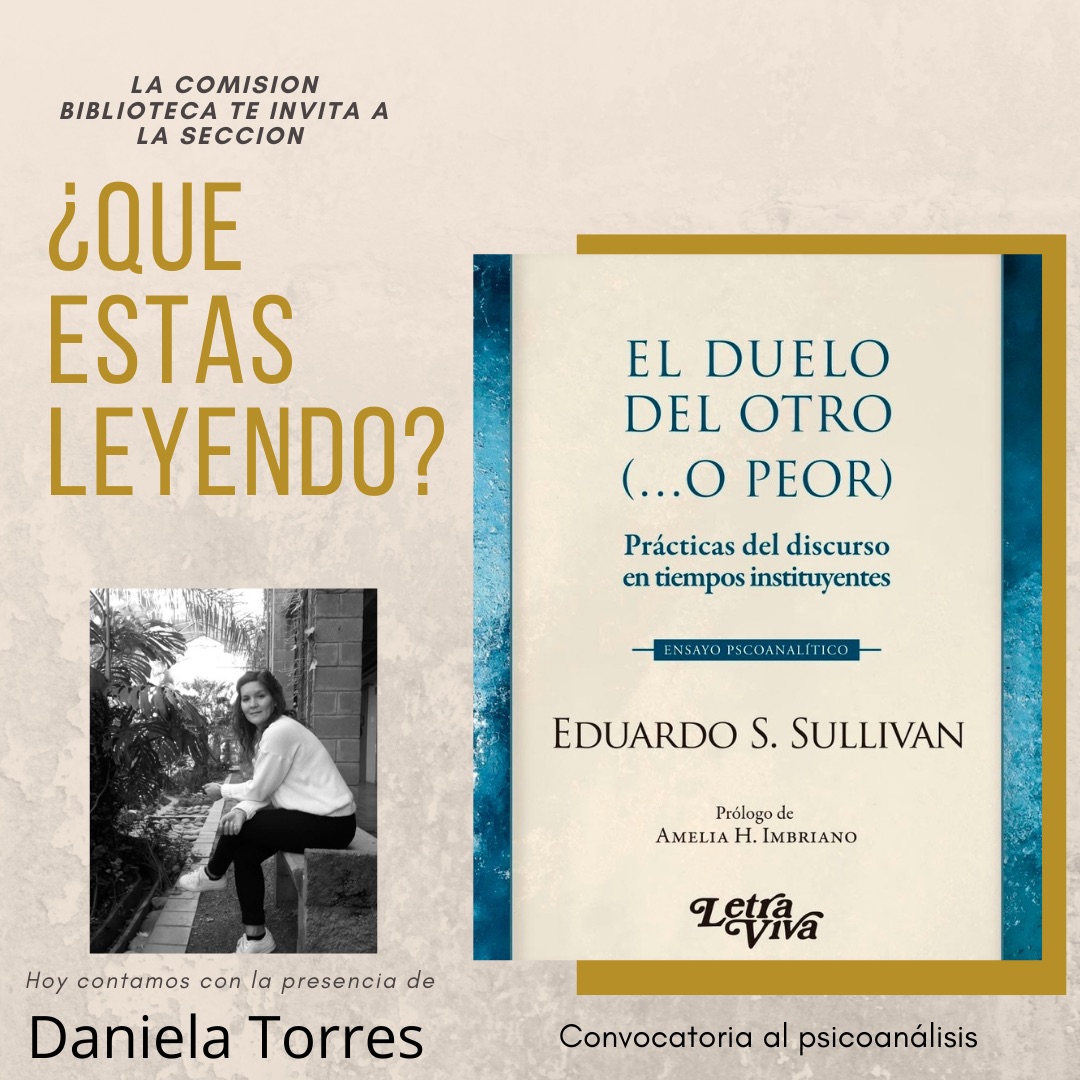 LA COMISION
BIBLIOTECA TE INVITA A
LA SECCION
¿QUE
ESTAS
LEYENDO?
EL DUELO
DEL OTRO
(...O PEOR)
Prácticas del discurso
en tiempos instituyentes
ENSAYO PSCOANALÍTICO
EDUARDO S. SULLIVAN
Prólogo de
AMELIA H. IMBRIANO
Letra
Viva
Hoy contamos con la presencia de
Daniela Torres
Convocatoria al psicoanálisis